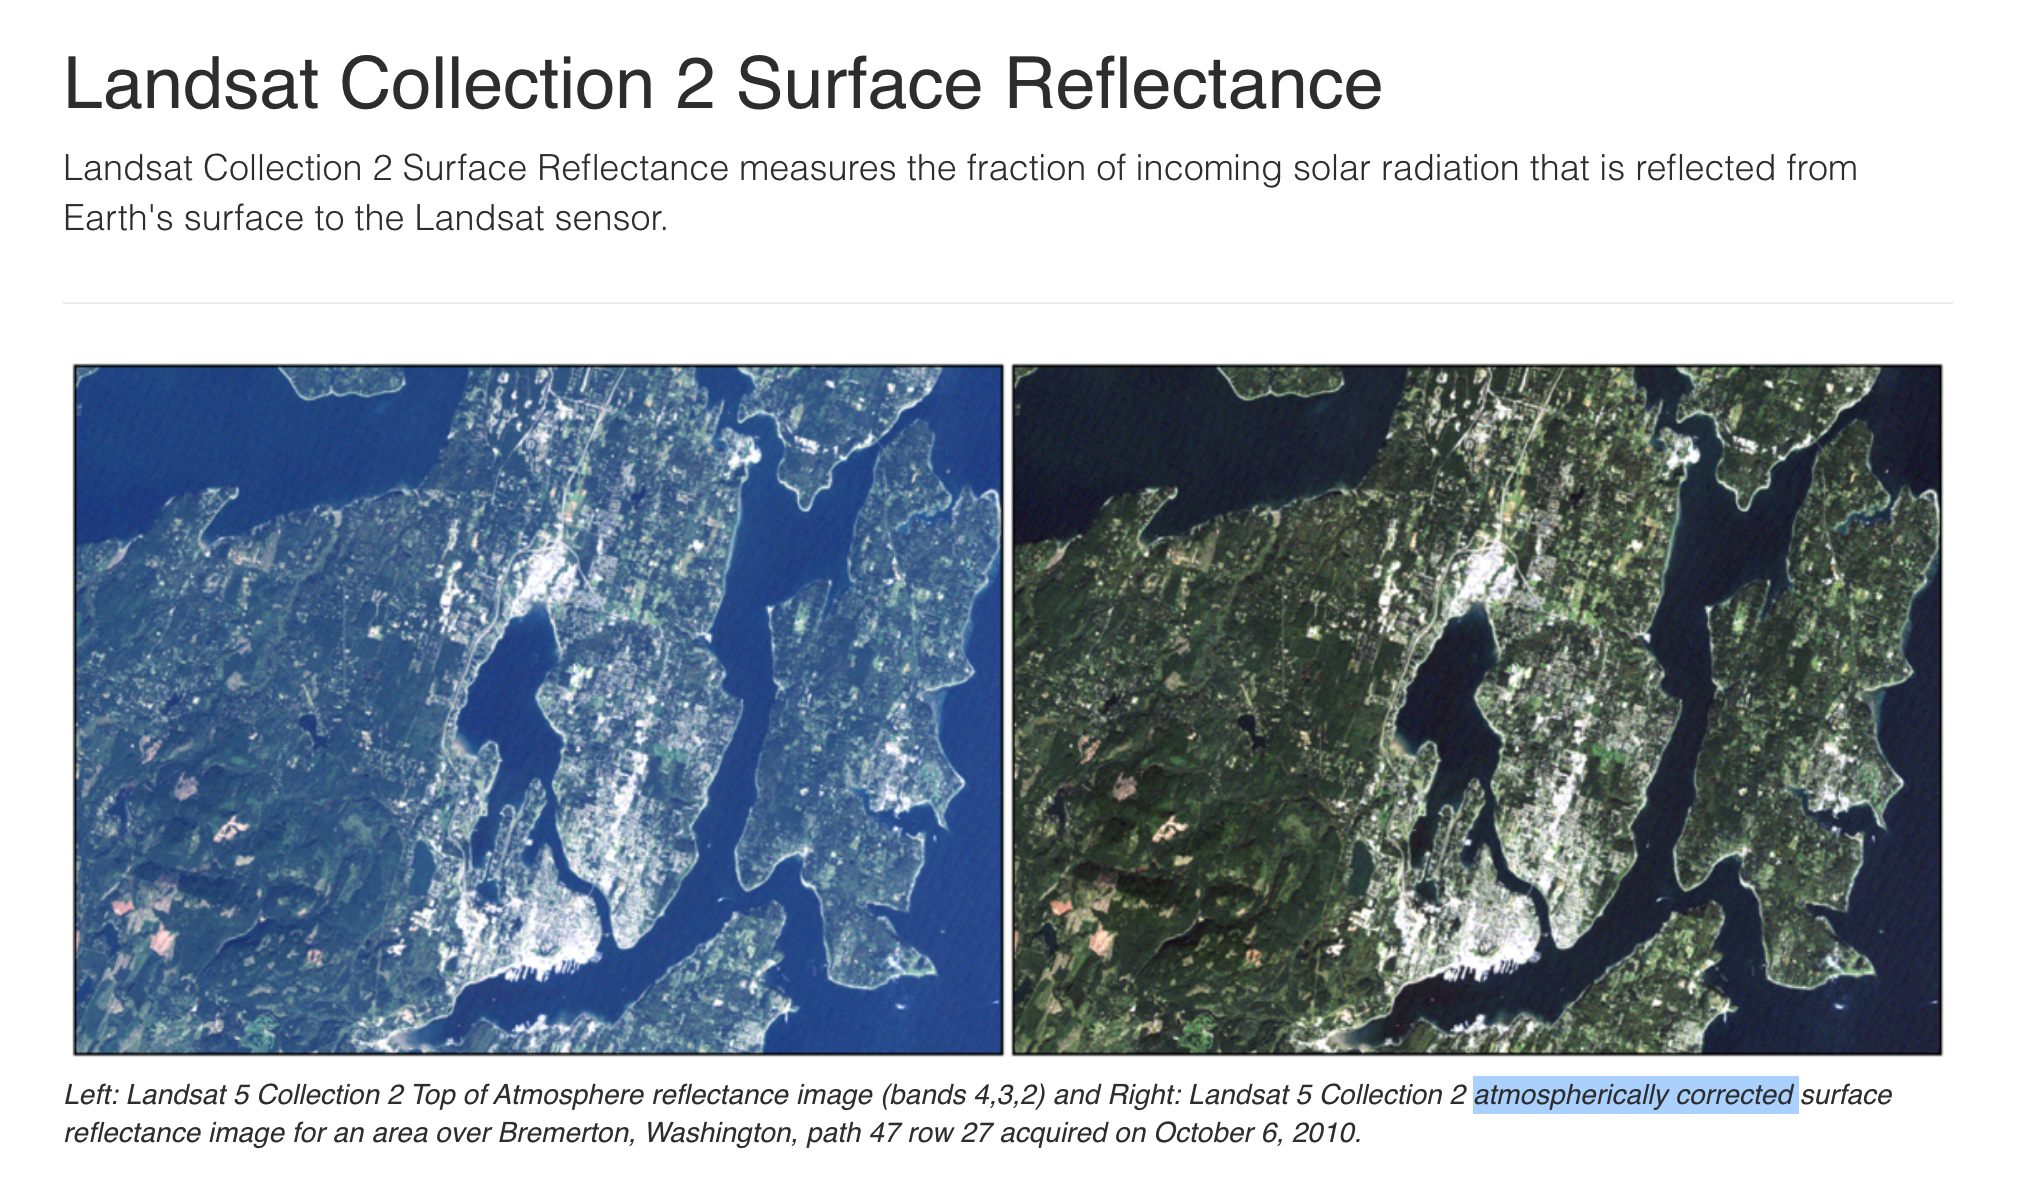 Landsat Collection 2 Surface Reflectance
Landsat Collection 2 Surface Reflectance measures the fraction of incoming solar radiation that is reflected from
Earth's surface to the Landsat sensor.
Left: Landsat 5 Collection 2 Top of Atmosphere reflectance image (bands 4,3,2) and Right: Landsat 5 Collection 2 atmospherically corrected surface
reflectance image for an area over Bremerton, Washington, path 47 row 27 acquired on October 6, 2010.